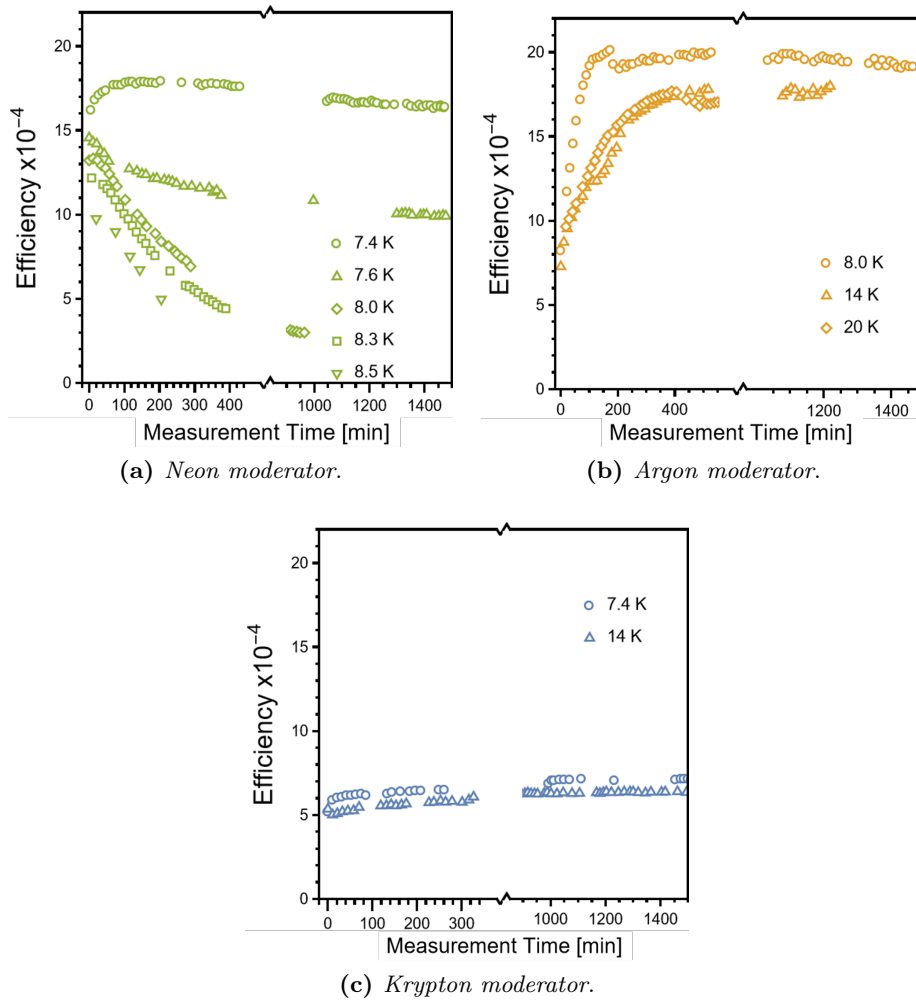 20
15
10
5
0
Efficiency x10⁻⁴
7.4 K
7.6 K
8.0 K
8.3 K
8.5 K
0 100 200 300 400 1000 1200 1400
Measurement Time [min]
(a) Neon moderator.
20
15
10
5
0
Efficiency x10⁻⁴
8.0 K
14 K
20 K
0 200 400 1200 1400
Measurement Time [min]
(b) Argon moderator.
20
15
10
5
0
Efficiency x10⁻⁴
7.4 K
14 K
0 100 200 300 1000 1200 1400
Measurement Time [min]
(c) Krypton moderator.